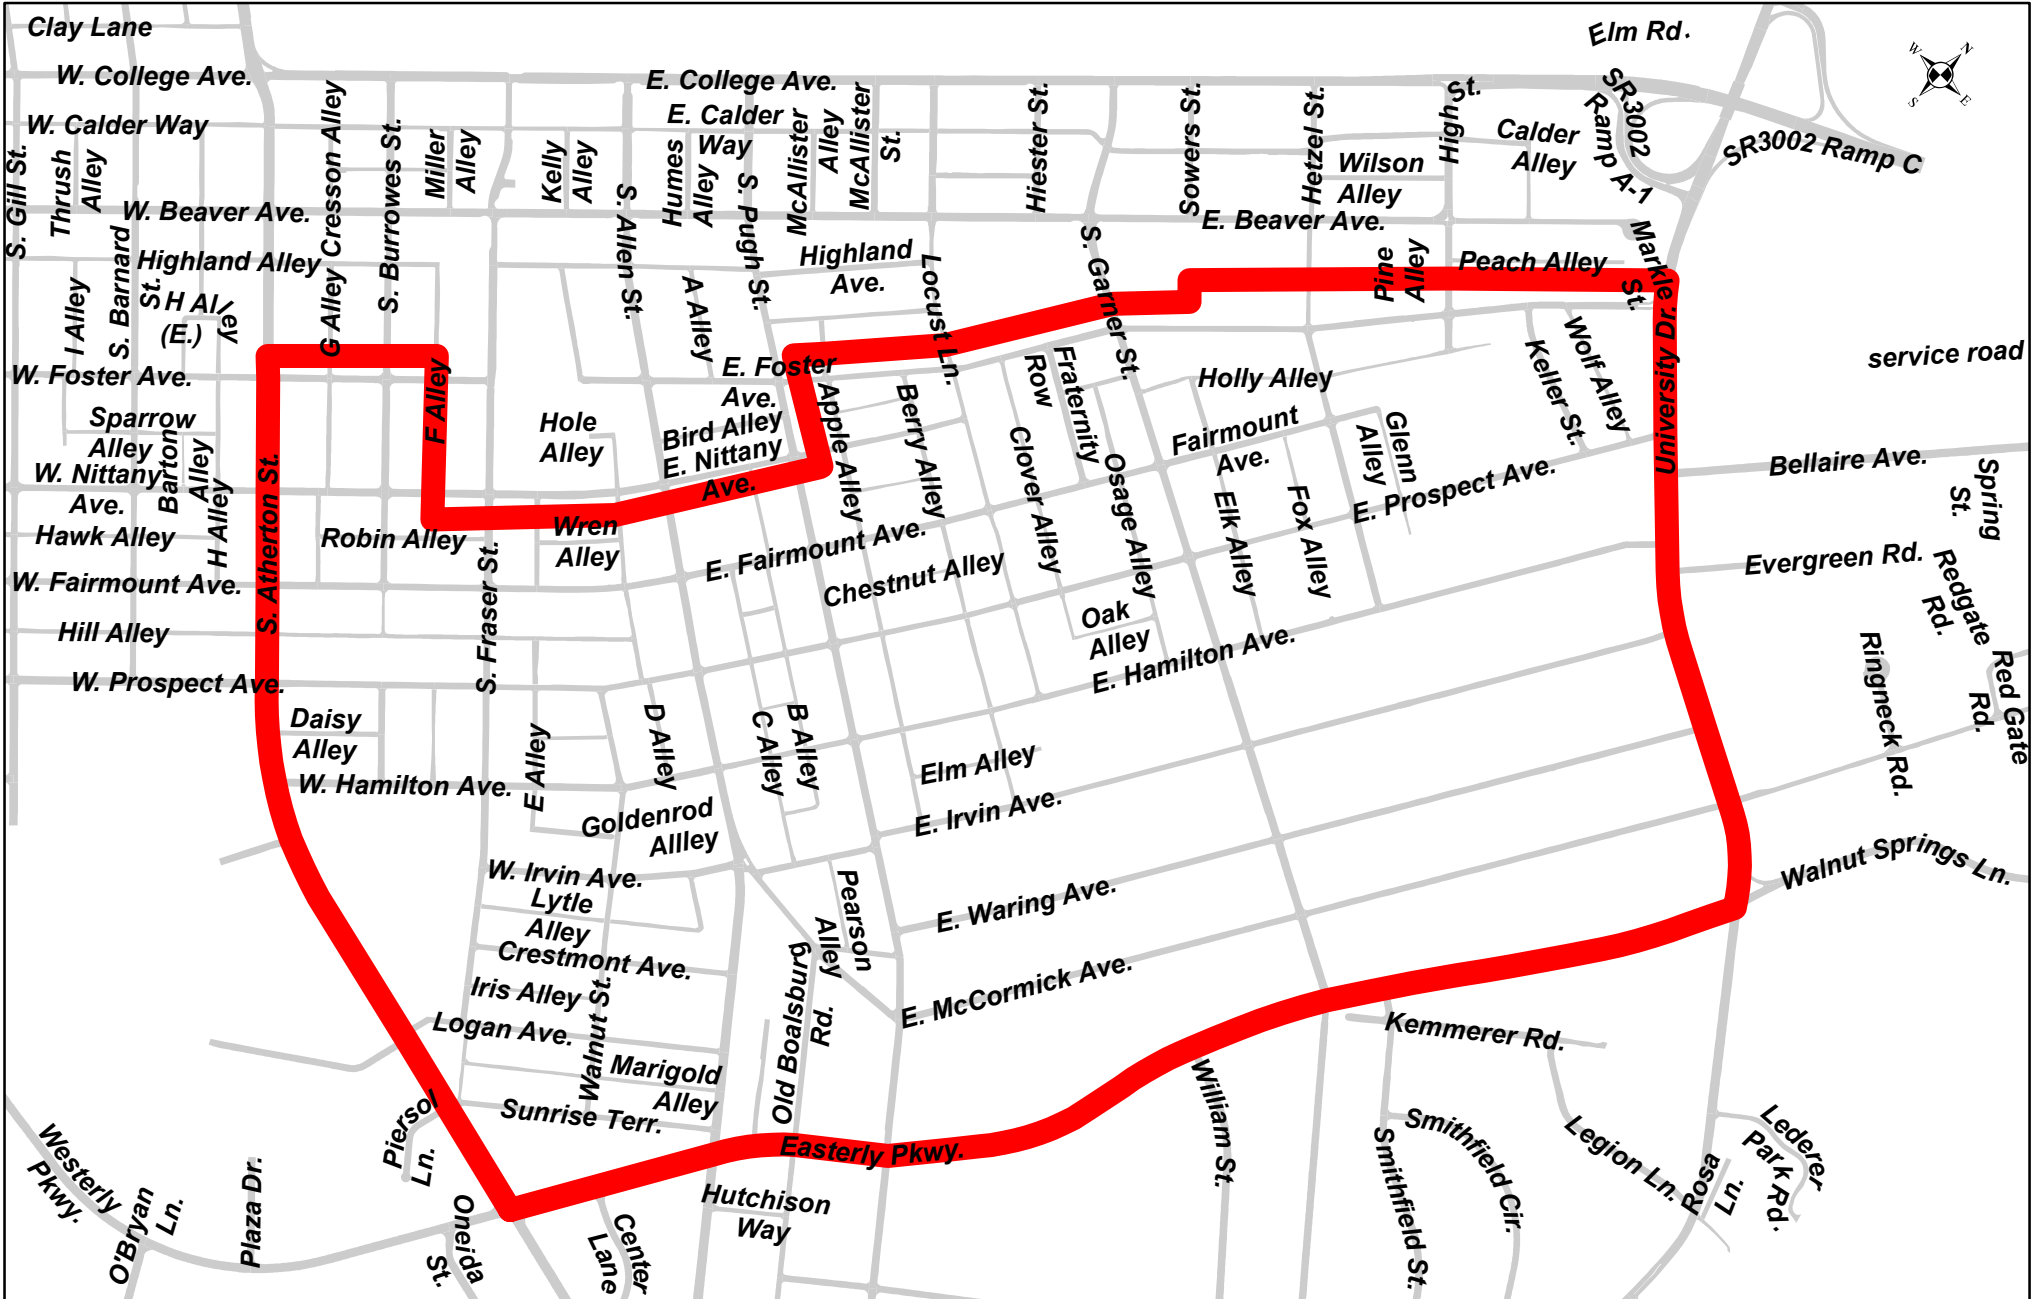 Clay Lane
Elm Rd.
W
N
S
E
W. College Ave.
E. College Ave.
High St.
SR3002
Ramp A-1
SR3002 Ramp C
W. Calder Way
E. Calder
Way
Calder
Alley
S. Gill St.
Thrush
Alley
G Alley Cresson Alley
S. Burrowes St.
Miller
Alley
Kelly
Alley
Humes
Alley
McAllister
Alley
McAllister
St.
Hiester St.
Sowers St.
Hetzel St.
Wilson
Alley
W. Beaver Ave.
E. Beaver Ave.
S. Allen St.
S. Pugh St.
S. Barnard
St.
Highland Alley
Highland
Ave.
Locust Ln.
S. Garner St.
Pine
Alley
Peach Alley
Markle
St.
I Alley
H Alley
(E.)
A Alley
W. Foster Ave.
E. Foster
Ave.
F Alley
Row
Fraternity
Holly Alley
Keller St.
Wolf Alley
University Dr.
service road
Sparrow
Alley
Barton
Alley
Hole
Alley
Bird Alley
E. Nittany
Ave.
Apple Alley
Berry Alley
Clover Alley
Osage Alley
Fairmount
Ave.
Glenn
Alley
Bellaire Ave.
Spring
St.
W. Nittany
Ave.
H Alley
S. Atherton St.
E. Prospect Ave.
Elk Alley
Fox Alley
Hawk Alley
Robin Alley
Wren
Alley
E. Fairmount Ave.
Chestnut Alley
Evergreen Rd.
Redgate
Rd.
W. Fairmount Ave.
S. Fraser St.
Hill Alley
Oak
Alley
E. Hamilton Ave.
Ringneck Rd.
Red Gate
Rd.
W. Prospect Ave.
Daisy
Alley
E Alley
D Alley
C Alley
B Alley
W. Hamilton Ave.
Elm Alley
Goldenrod
Allley
E. Irvin Ave.
W. Irvin Ave.
Pearson
Alley
E. Waring Ave.
Walnut Springs Ln.
Lytle
Alley
Crestmont Ave.
Iris Alley
Walnut St.
Old Boalsburg
Rd.
E. McCormick Ave.
Logan Ave.
Kemmerer Rd.
Marigold
Alley
Sunrise Terr.
Piersol
Ln.
Easterly Pkwy.
William St.
Smithfield St.
Smithfield Cir.
Legion Ln.
Rosa
Ln.
Lederer
Park Rd.
Westerly
Pkwy.
O'Bryan
Ln.
Plaza Dr.
Oneida
St.
Center
Lane
Hutchison
Way